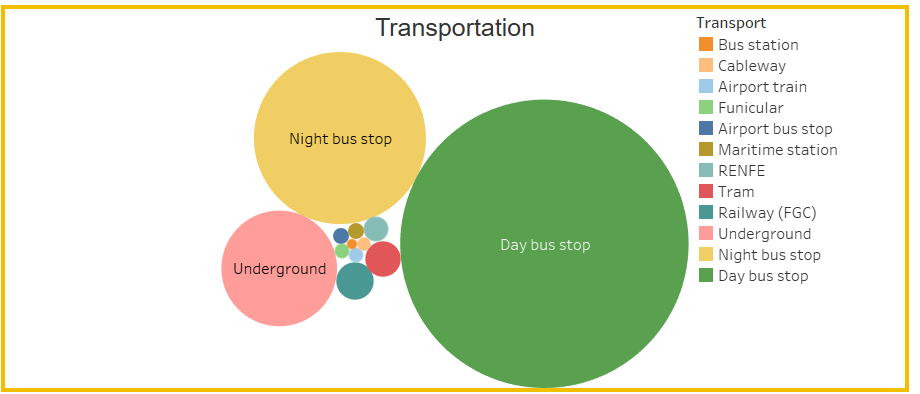 Transportation
Night bus stop
Underground
Day bus stop
Transport
Bus station
Cableway
Airport train
Funicular
Airport bus stop
Maritime station
RENFE
Tram
Railway (FGC)
Underground
Night bus stop
Day bus stop